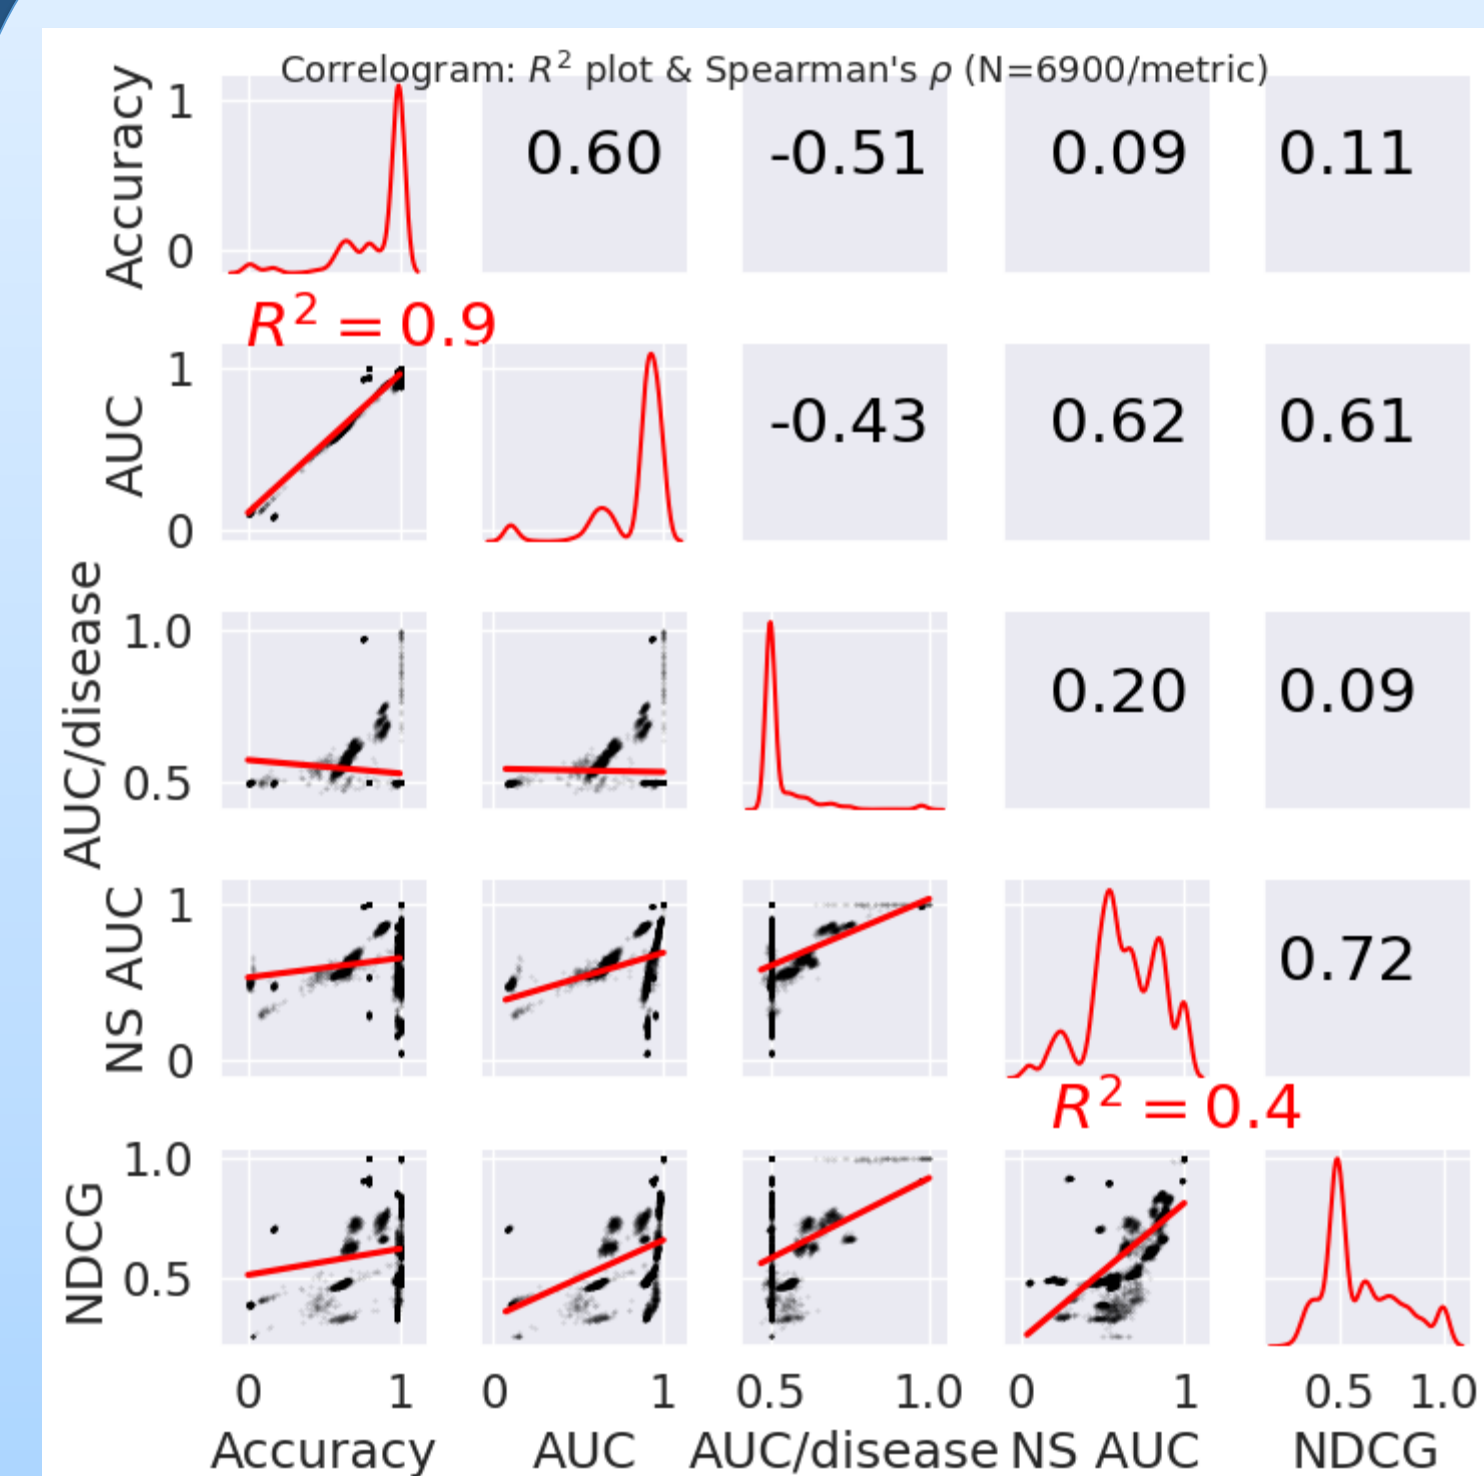 Correlogram: R² plot & Spearman's ρ (N=6900/metric)
Accuracy
1
0
0.60
-0.51
0.09
0.11
R² = 0.9
AUC
1
0
-0.43
0.62
0.61
AUC/disease
1.0
0.5
0.20
0.09
NS AUC
1
0
0.72
R² = 0.4
NDCG
1.0
0.5
0 1 0 1 0.5 1.0 0 1 0.5 1.0
Accuracy AUC AUC/disease NS AUC NDCG